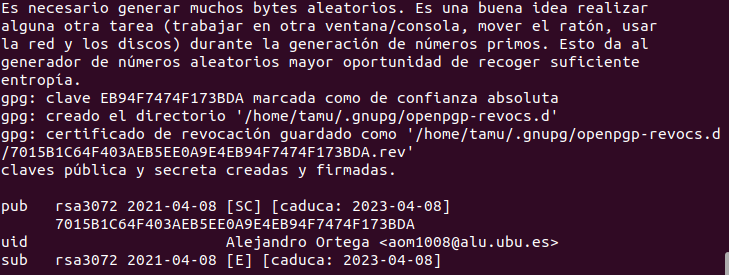 Es necesario generar muchos bytes aleatorios. Es una buena idea realizar
alguna otra tarea (trabajar en otra ventana/consola, mover el ratón, usar
la red y los discos) durante la generación de números primos. Esto da al
generador de números aleatorios mayor oportunidad de recoger suficiente
entropía.
gpg: clave EB94F7474F173BDA marcada como de confianza absoluta
gpg: creado el directorio '/home/tamu/.gnupg/openpgp-revocs.d'
gpg: certificado de revocación guardado como '/home/tamu/.gnupg/openpgp-revocs.d
/7015B1C64F403AEB5EE0A9E4EB94F7474F173BDA.rev'
claves pública y secreta creadas y firmadas.

pub   rsa3072 2021-04-08 [SC] [caduca: 2023-04-08]
      7015B1C64F403AEB5EE0A9E4EB94F7474F173BDA
uid                      Alejandro Ortega <aom1008@alu.ubu.es>
sub   rsa3072 2021-04-08 [E] [caduca: 2023-04-08]